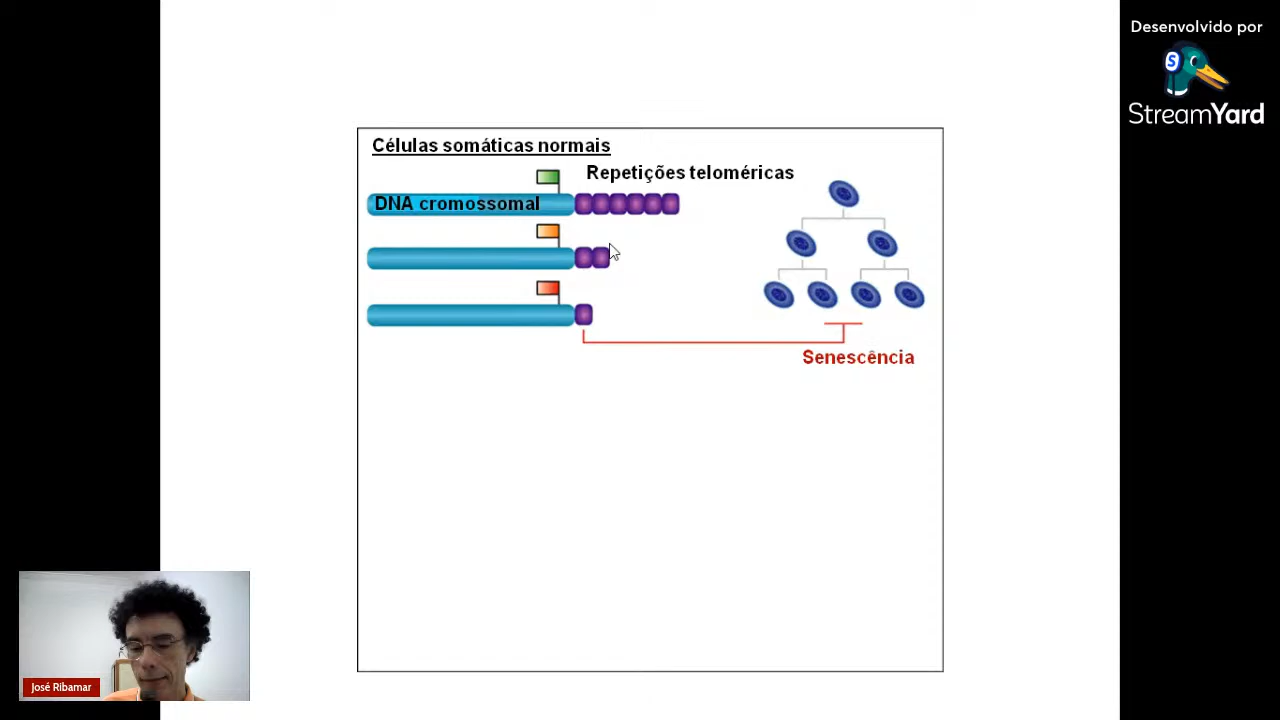 Desenvolvido por
S
StreamYard
Células somáticas normais
Repetições teloméricas
DNA cromossomal
Senescência
José Ribamar